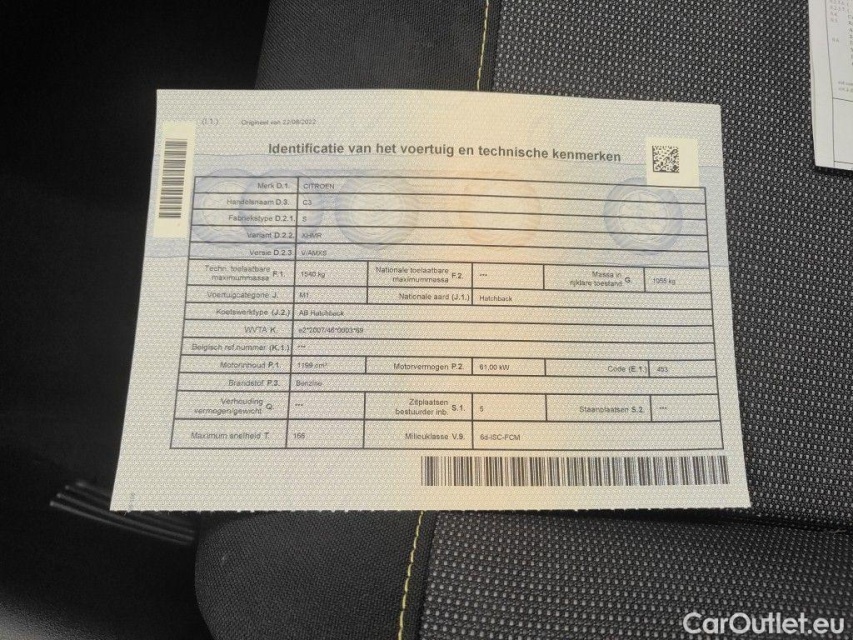 (I.1.) Origineel van 22/08/2022
Identificatie van het voertuig en technische kenmerken
Merk D.1. CITROEN
Handelsnaam D.3. C3
Fabriekstype D.2.1. S
Variant D.2.2. XHMR
Versie D.2.3. V/AMXS
Techn. toelaatbare maximummassa F.1. 1540 kg Nationale toelaatbare maximummassa F.2. --- Massa in rijklare toestand G. 1055 kg
Voertuigcategorie J. M1 Nationale aard (J.1.) Hatchback
Koetswerktype (J.2.) AB Hatchback
WVTA K. e2*2007/46*0003*69
Belgisch ref.nummer (K.1.) ---
Motorinhoud P.1. 1199 cm³ Motorvermogen P.2. 61,00 kW Code (E.1.) 453
Brandstof P.3. Benzine
Verhouding vermogen/gewicht Q. --- Zitplaatsen bestuurder inb. S.1. 5 Staanplaatsen S.2. ---
Maximum snelheid T. 166 Milieuklasse V.9. 6d-ISC-FCM
CarOutlet.eu